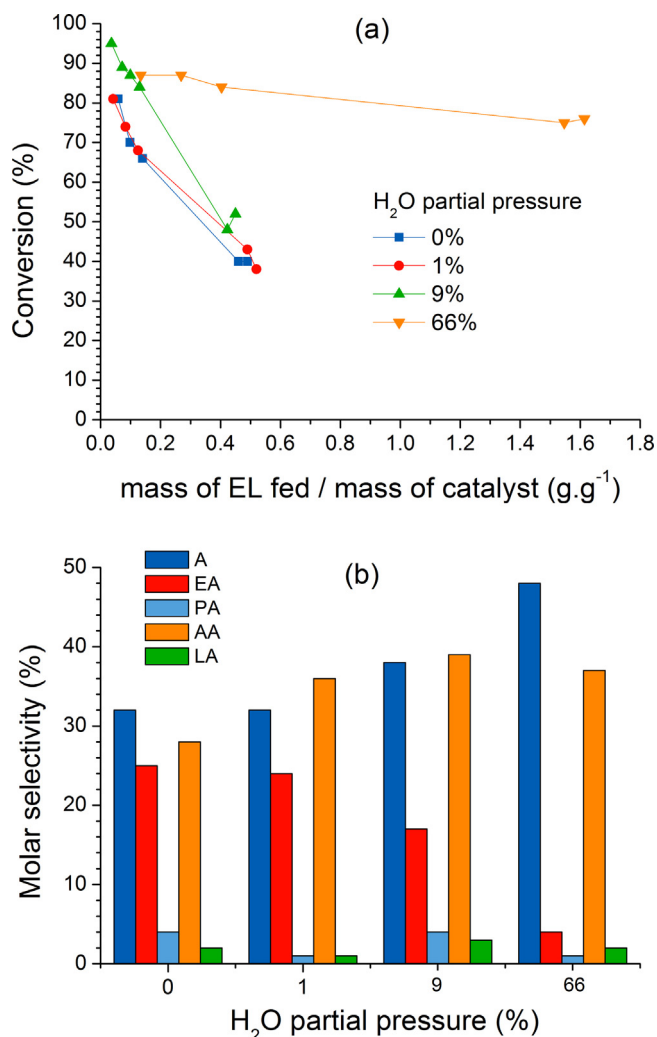 (a)
100
90
80
70
60
50
40
30
20
10
0
Conversion (%)
H₂O partial pressure
0%
1%
9%
66%
0.0 0.2 0.4 0.6 0.8 1.0 1.2 1.4 1.6 1.8
mass of EL fed / mass of catalyst (g.g⁻¹)
(b)
A
EA
PA
AA
LA
50
40
30
20
10
0
Molar selectivity (%)
0 1 9 66
H₂O partial pressure (%)